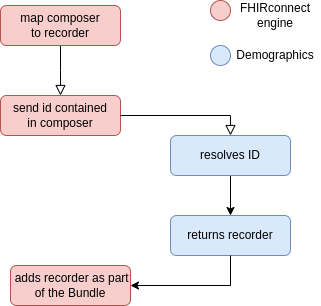 map composer
to recorder
FHIRconnect
engine
Demographics
send id contained
in composer
resolves ID
returns recorder
adds recorder as part
of the Bundle